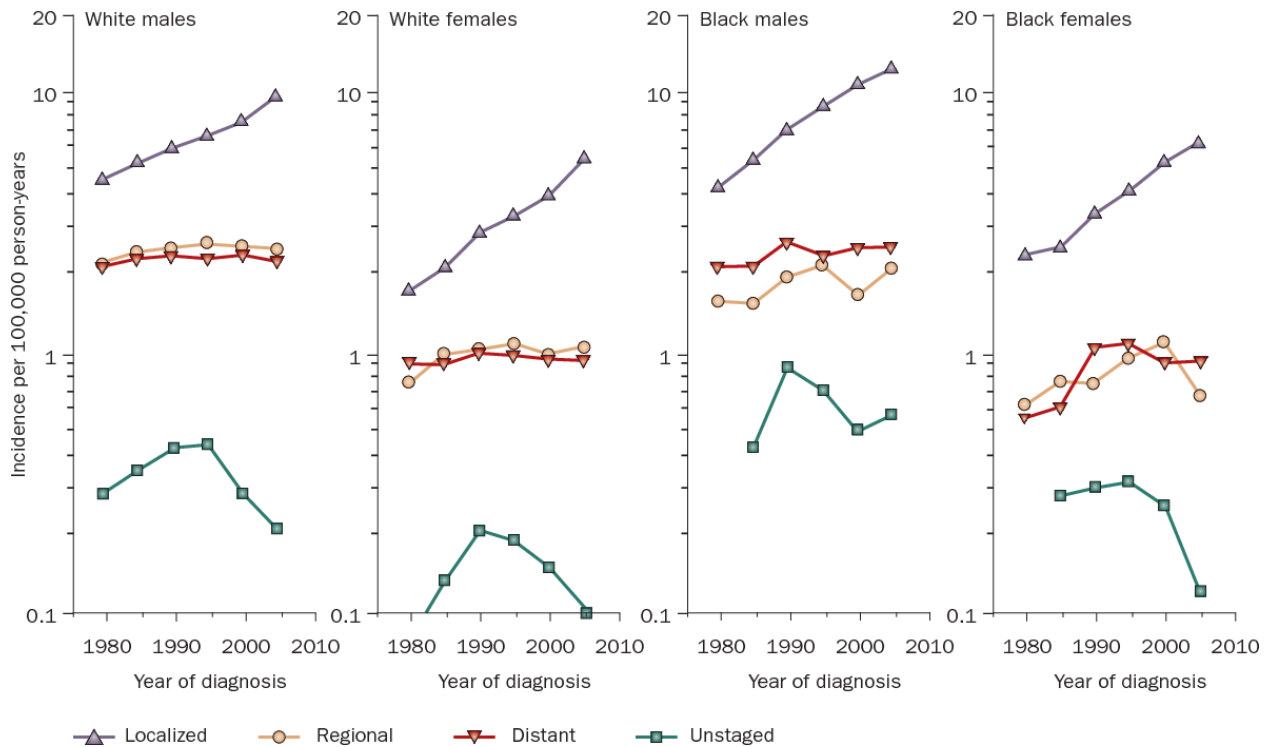 White males
White females
Black males
Black females
Incidence per 100,000 person-years
20
10
1
0.1
20
10
1
0.1
20
10
1
0.1
20
10
1
0.1
1980 1990 2000 2010
1980 1990 2000 2010
1980 1990 2000 2010
1980 1990 2000 2010
Year of diagnosis
Year of diagnosis
Year of diagnosis
Year of diagnosis
Localized Regional Distant Unstaged